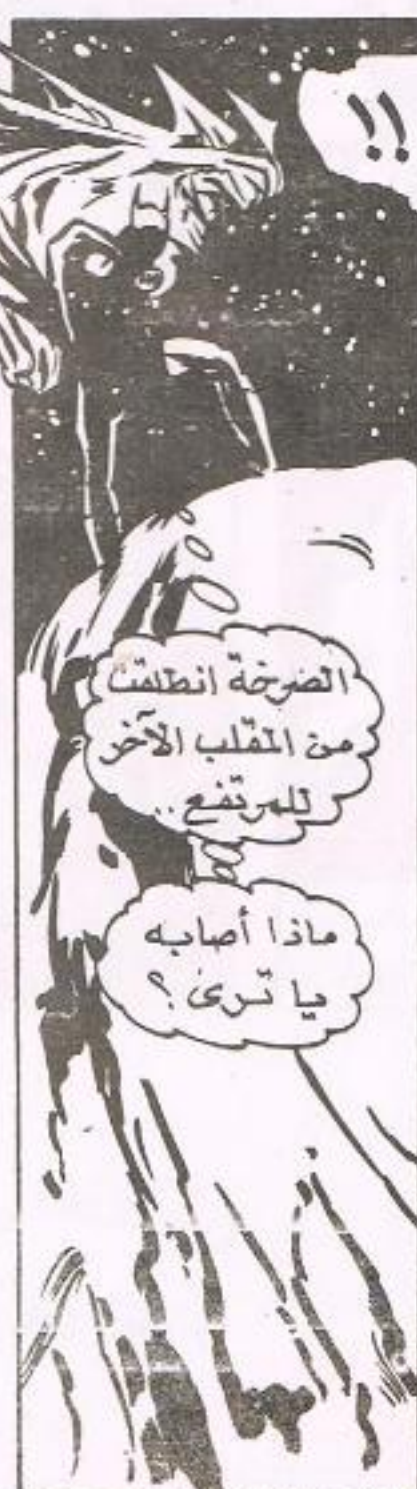 !!
الصرخة انطلقت
من المقلب الآخر
للمرتفع..
ماذا أصابه
يا ترى؟